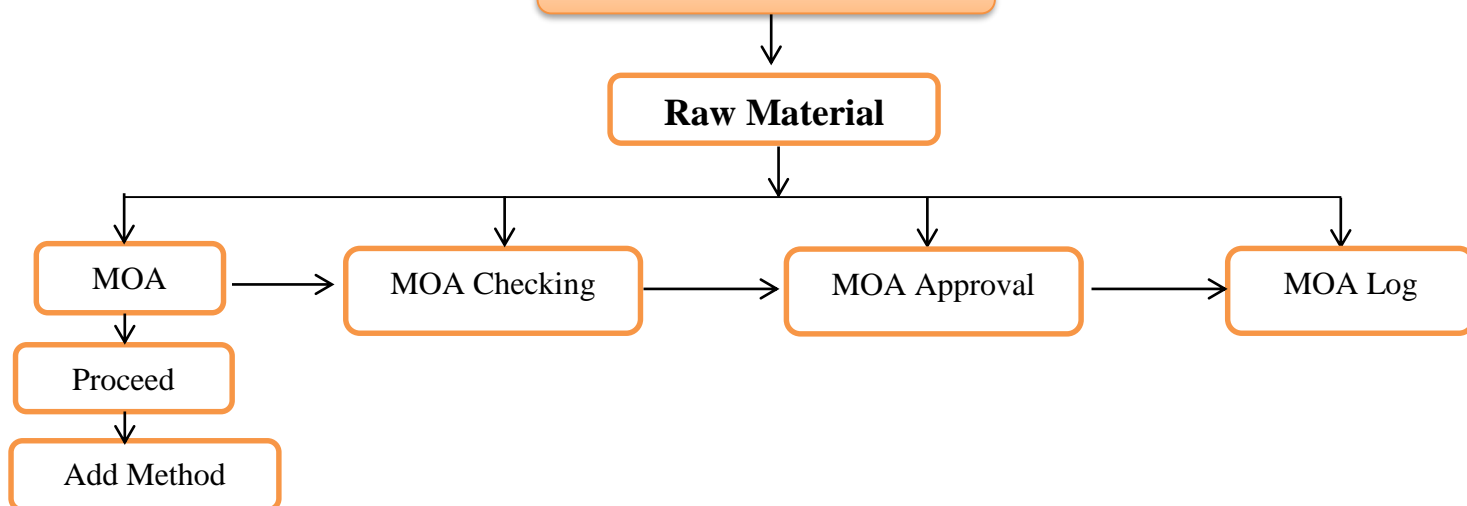 Raw Material
MOA
MOA Checking
MOA Approval
MOA Log
Proceed
Add Method